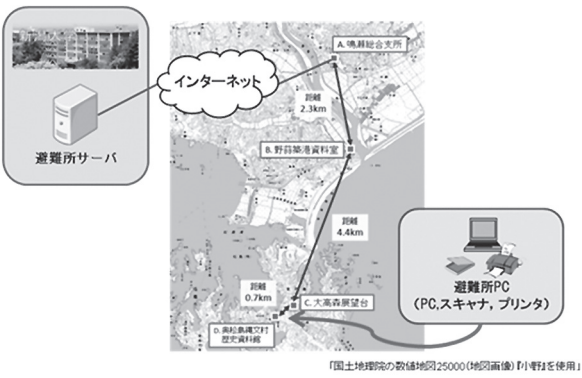 インターネット
避難所サーバ
A. 鳴瀬総合支所
距離
2.3km
B. 野蒜築港資料室
距離
4.4km
距離
0.7km
C. 大高森展望台
D. 奥松島縄文村
歴史資料館
避難所PC
(PC,スキャナ, プリンタ)
「国土地理院の数値地図25000(地図画像)『小野』を使用」